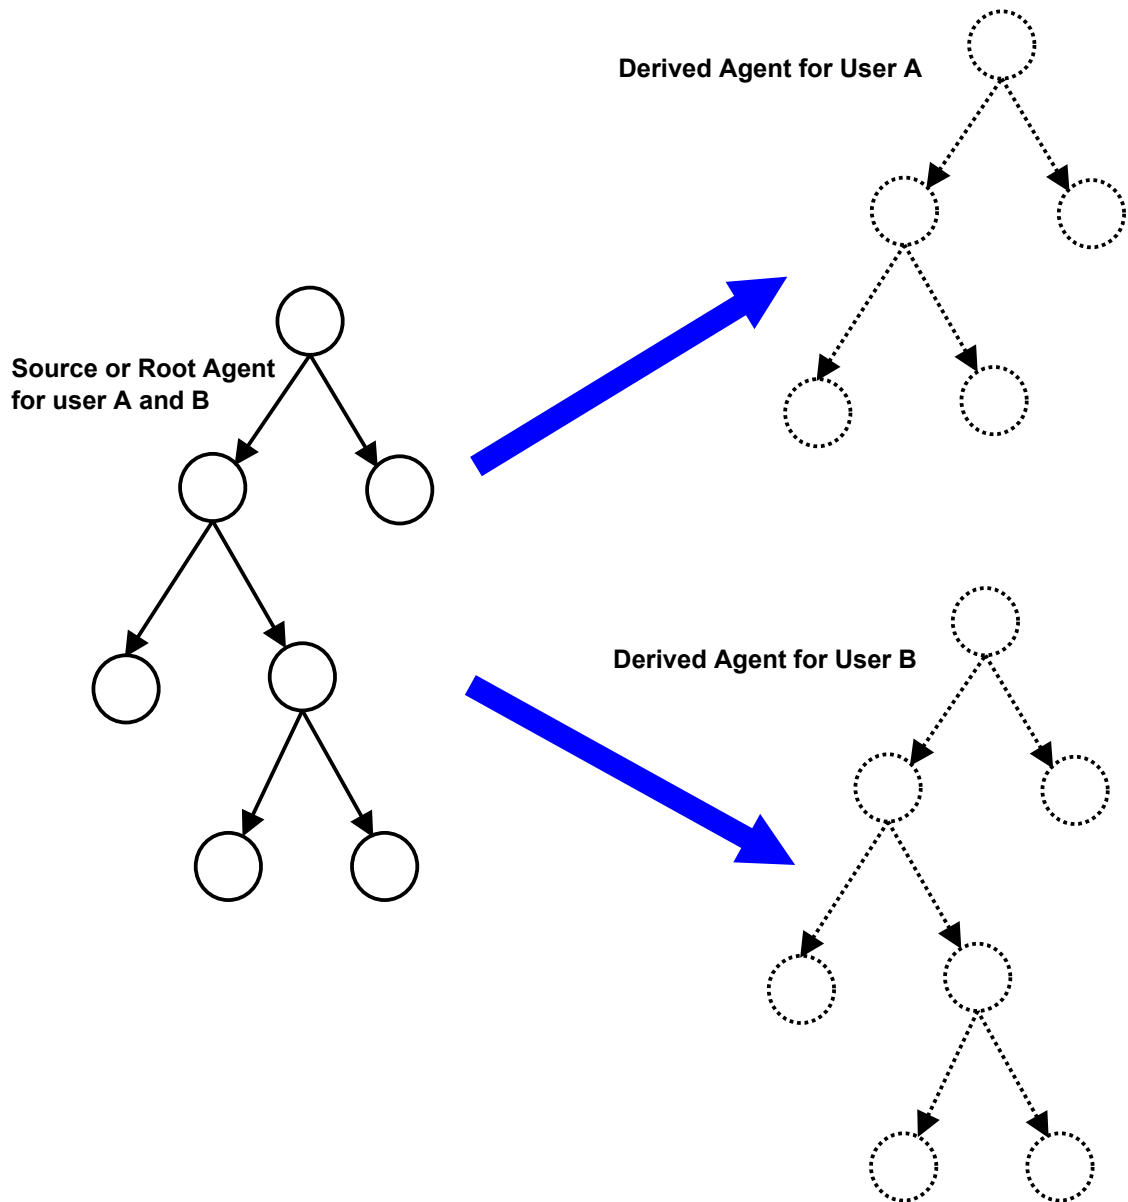 Derived Agent for User A
Source or Root Agent
for user A and B
Derived Agent for User B